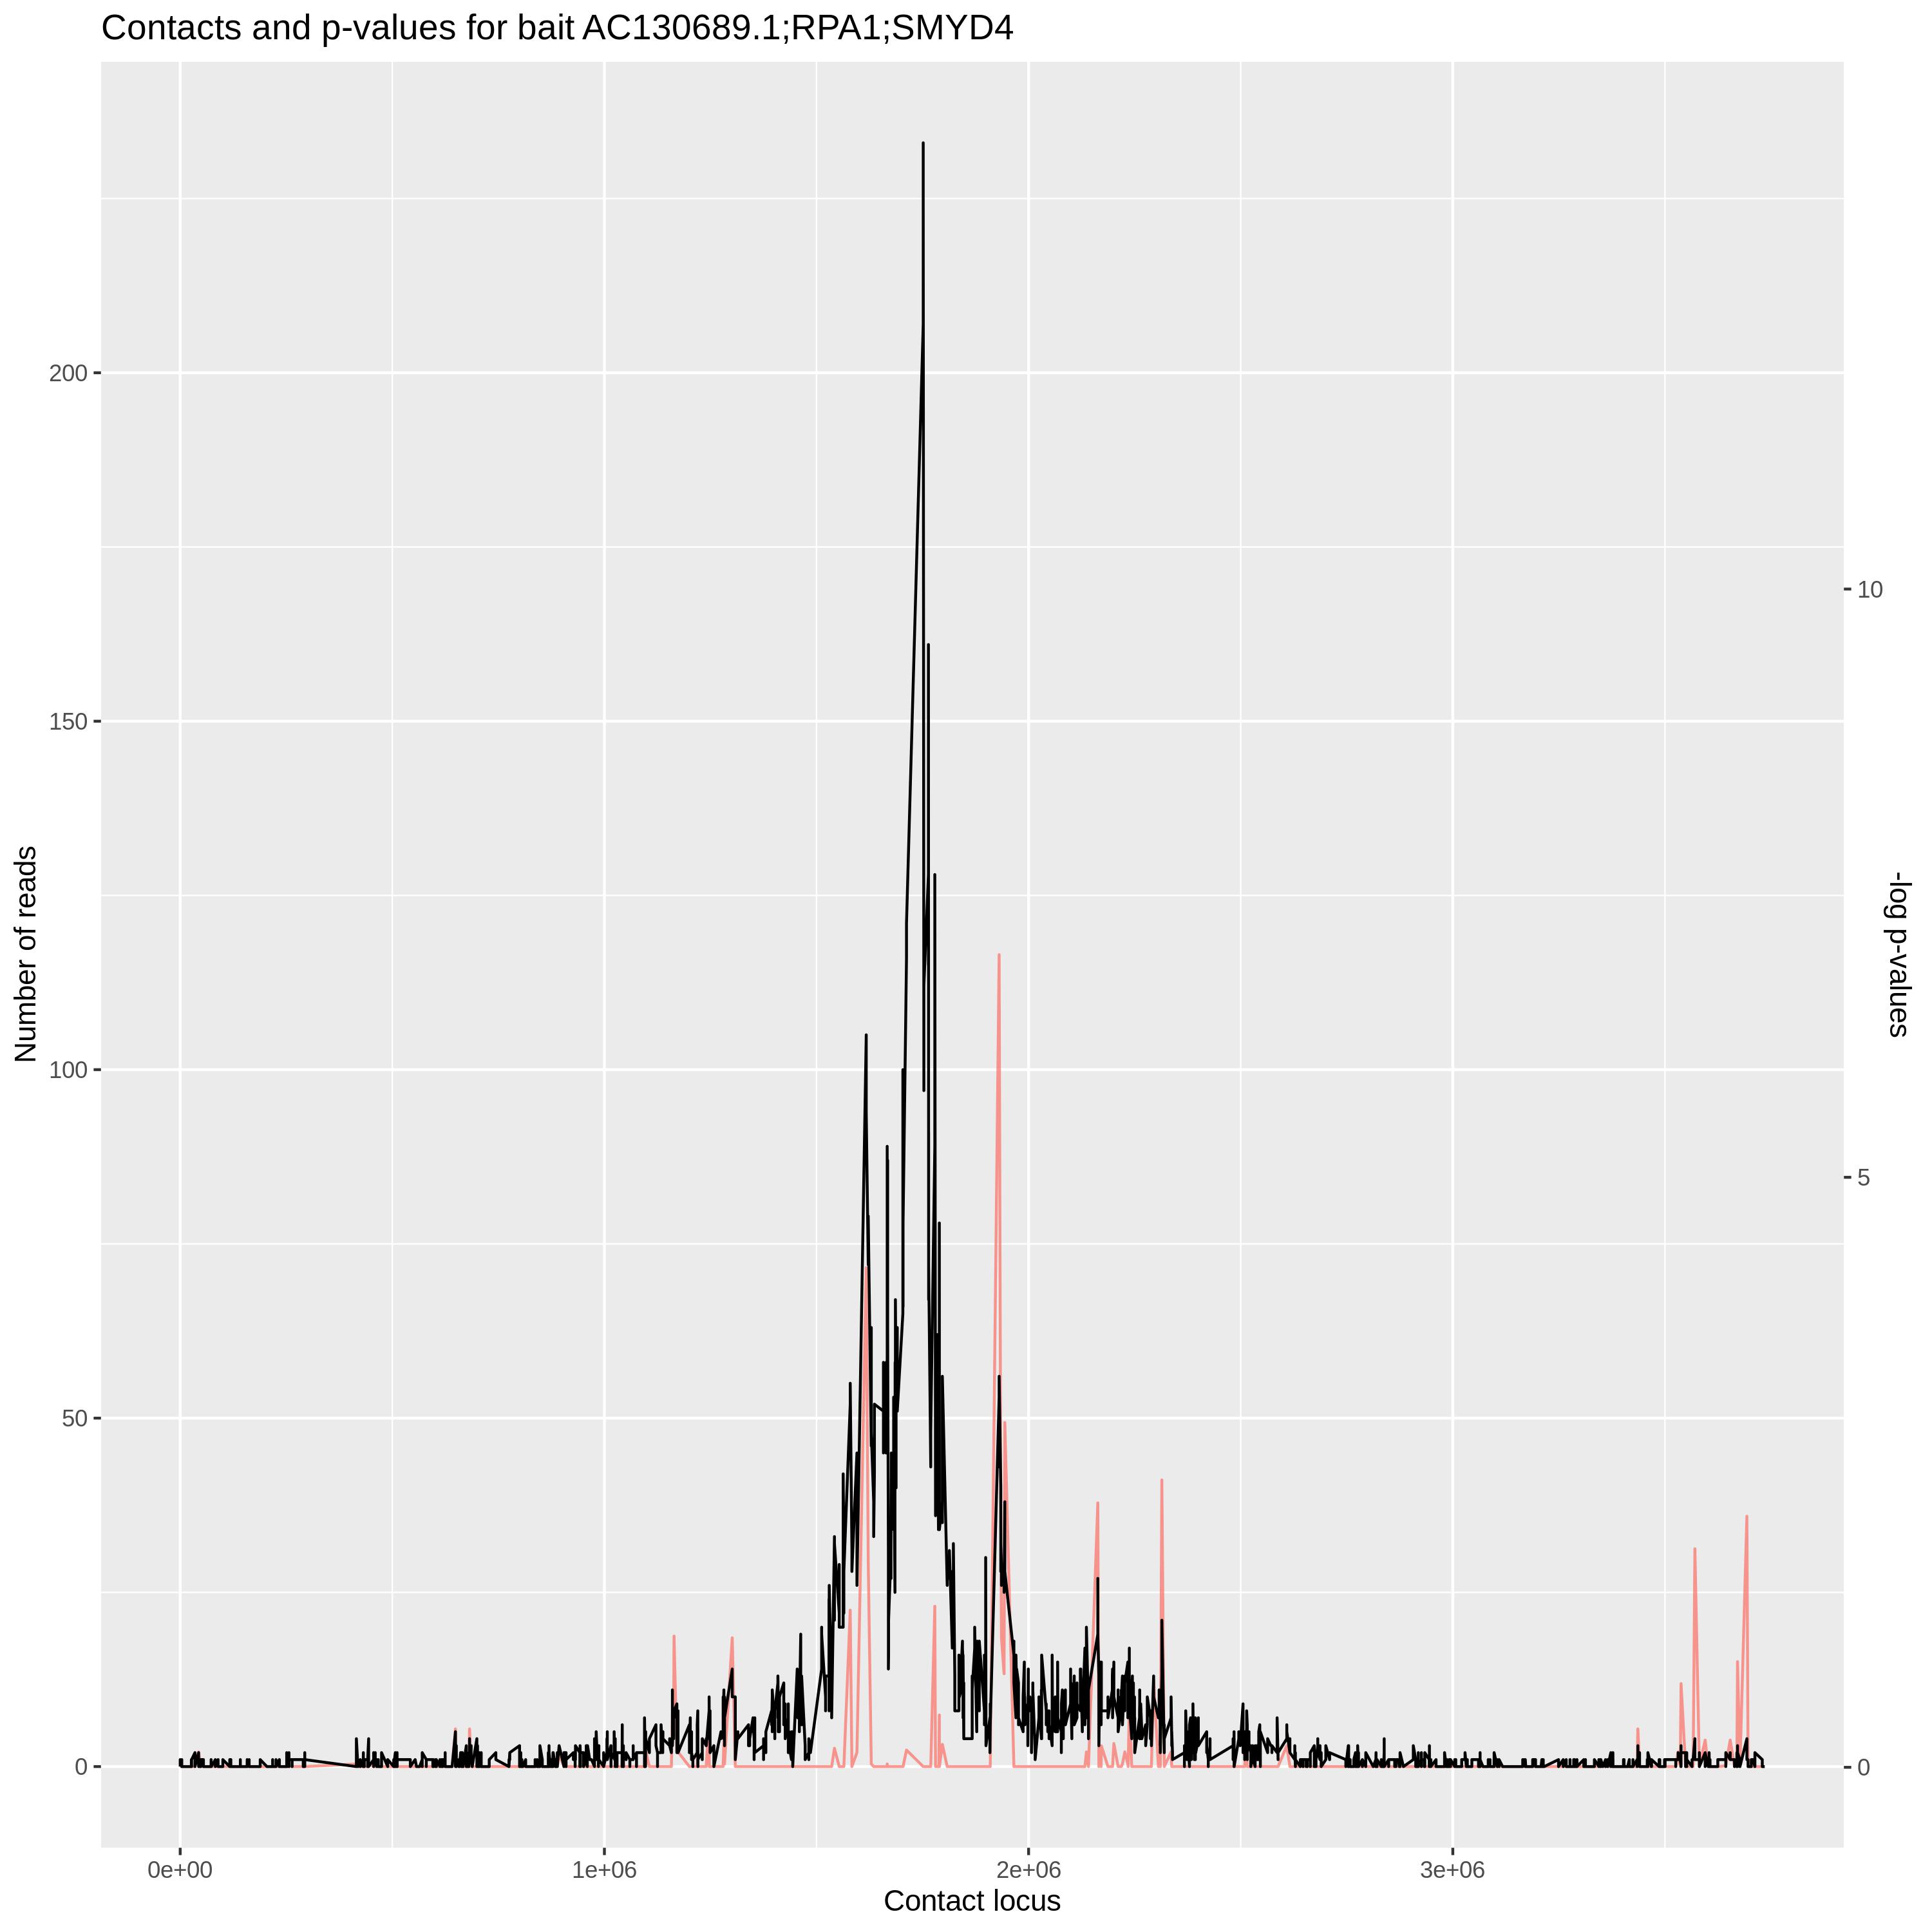 Contacts and p-values for bait AC130689.1;RPA1;SMYD4
200
150
100
50
0
Number of reads
10
5
0
-log p-values
0e+00
1e+06
2e+06
3e+06
Contact locus